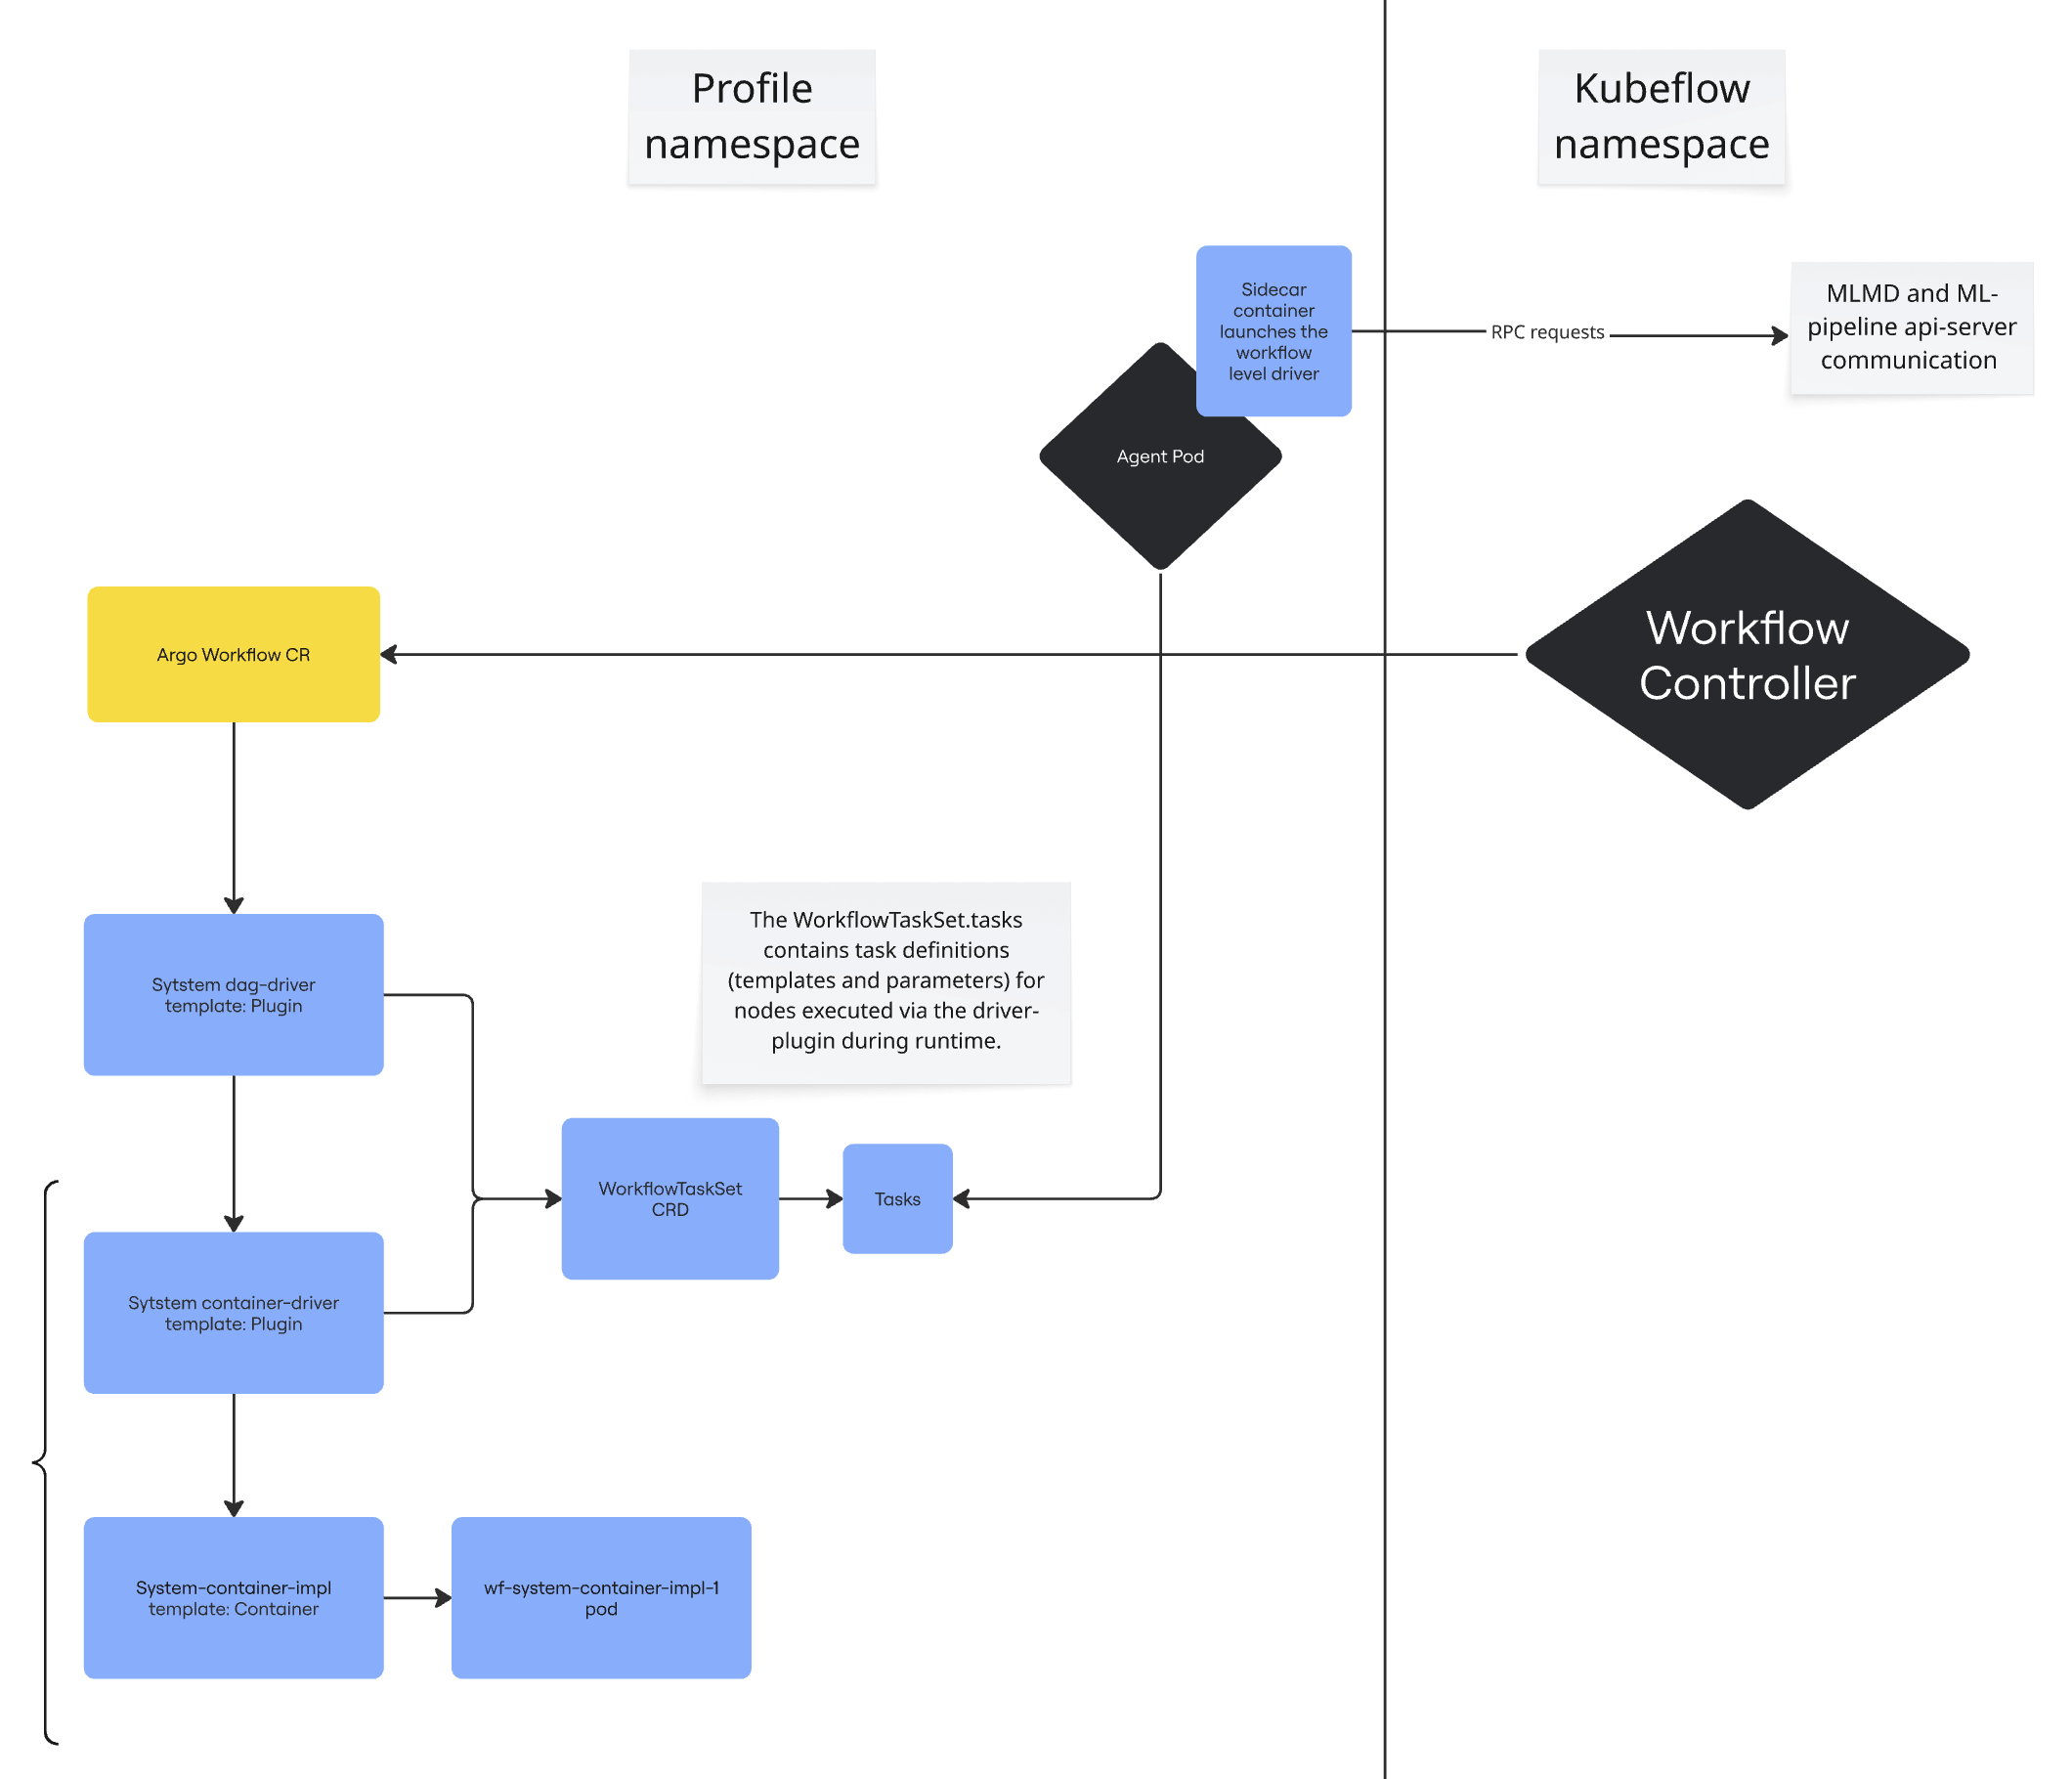 Profile
namespace
Kubeflow
namespace
Sidecar
container
launches the
workflow
level driver
RPC requests
MLMD and ML-
pipeline api-server
communication
Agent Pod
Workflow
Controller
Argo Workflow CR
The WorkflowTaskSet.tasks
contains task definitions
(templates and parameters) for
nodes executed via the driver-
plugin during runtime.
Sytstem dag-driver
template: Plugin
WorkflowTaskSet
CRD
Tasks
Sytstem container-driver
template: Plugin
System-container-impl
template: Container
wf-system-container-impl-1
pod